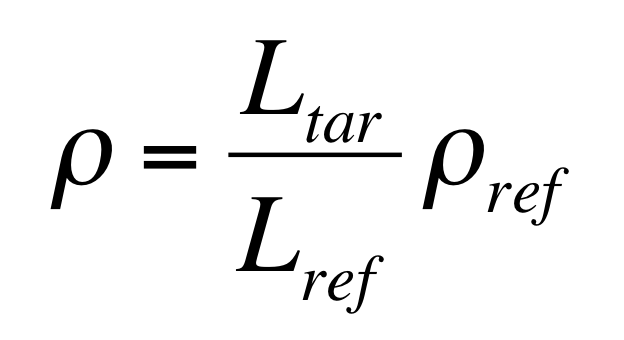 ρ = L_tar / L_ref ρ_ref